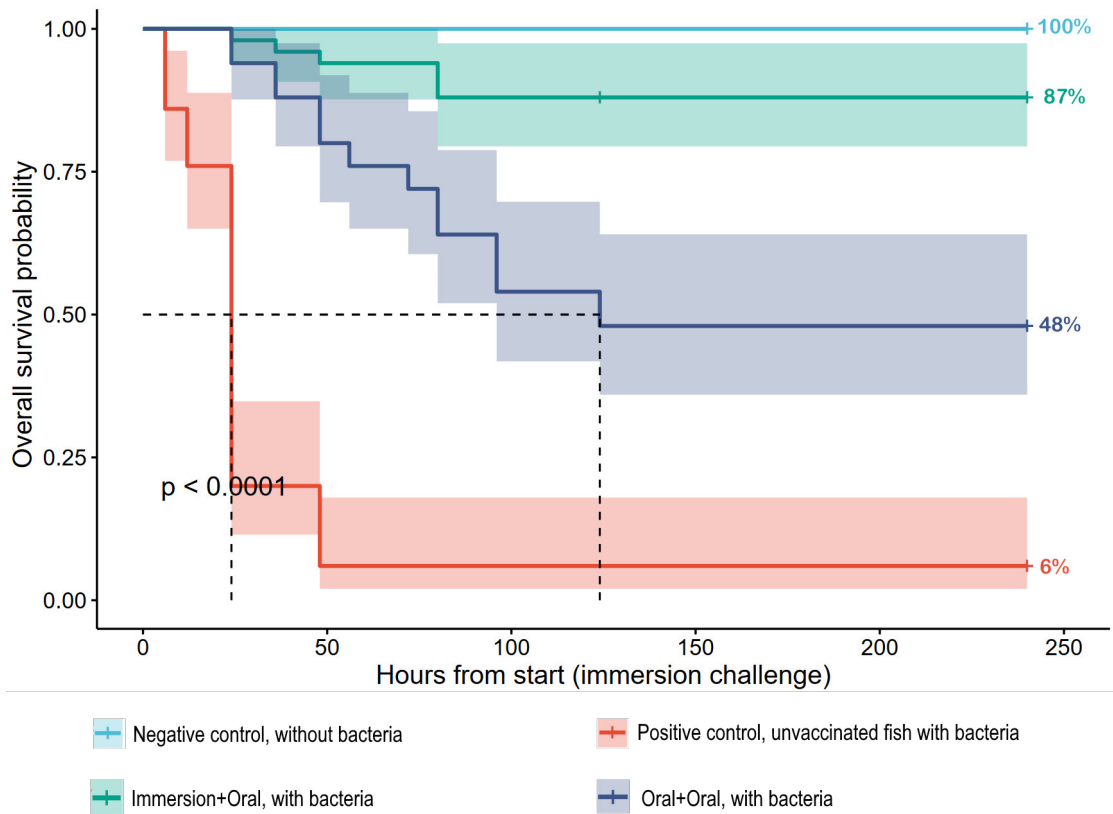 Overall survival probability
1.00
0.75
0.50
0.25
0.00
100%
87%
48%
6%
p < 0.0001
0 50 100 150 200 250
Hours from start (immersion challenge)
Negative control, without bacteria
Positive control, unvaccinated fish with bacteria
Immersion+Oral, with bacteria
Oral+Oral, with bacteria